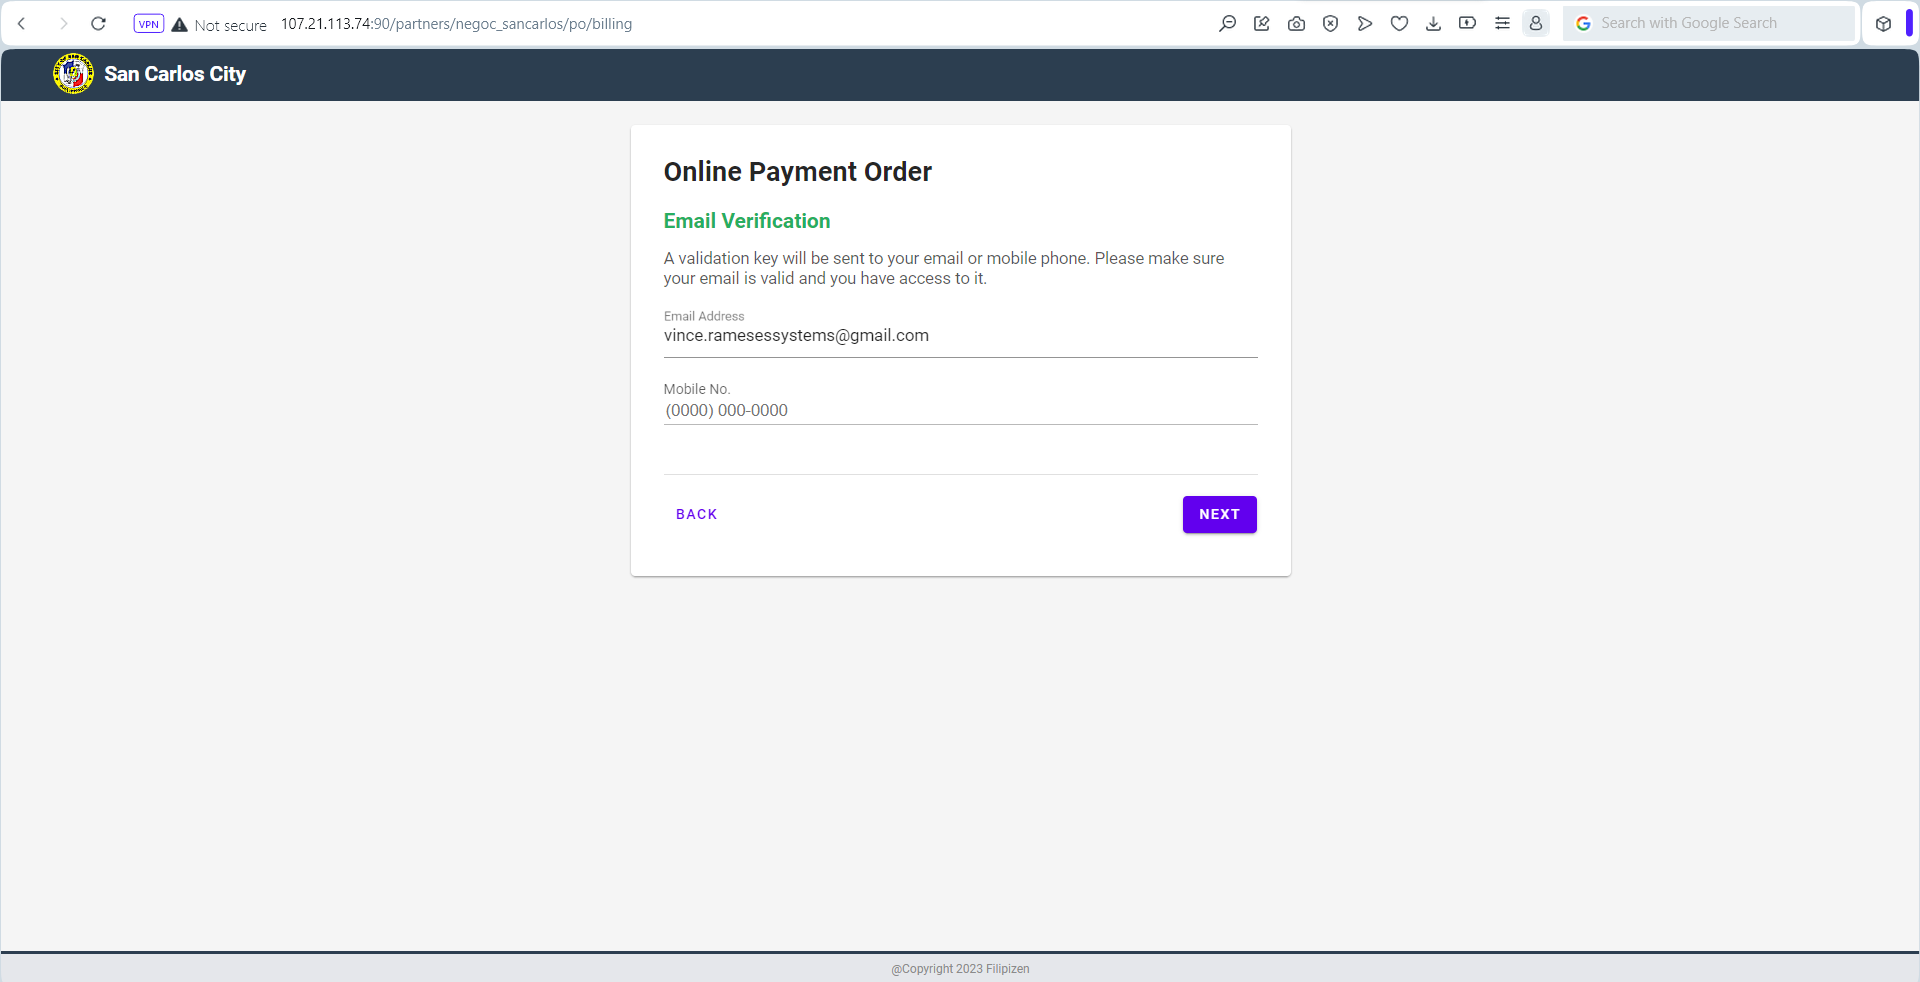 VPN
Not secure
107.21.113.74:90/partners/negoc_sancarlos/po/billing
Search with Google Search
San Carlos City
Online Payment Order
Email Verification
A validation key will be sent to your email or mobile phone. Please make sure
your email is valid and you have access to it.
Email Address
vince.ramesessystems@gmail.com
Mobile No.
(0000) 000-0000
BACK
NEXT
@Copyright 2023 Filipizen